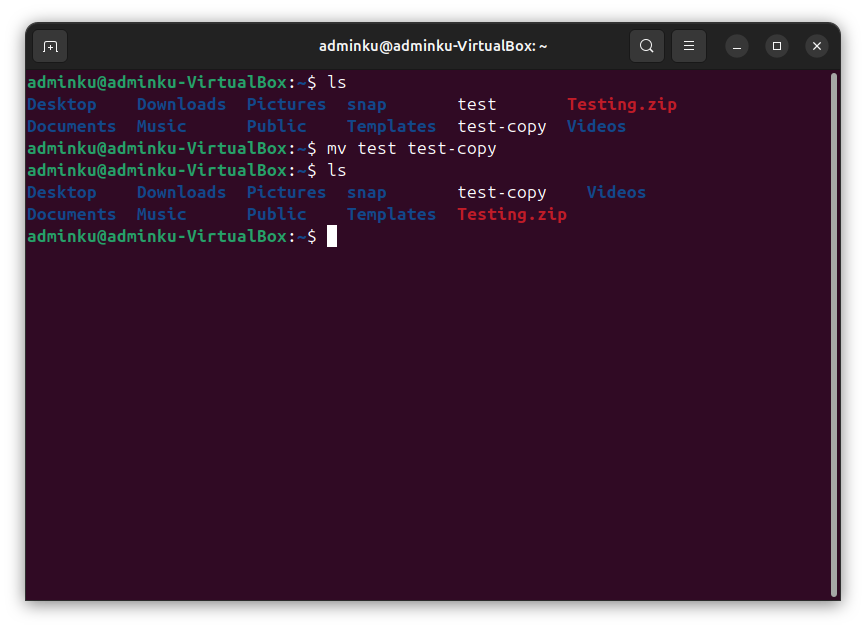 adminku@adminku-VirtualBox: ~
adminku@adminku-VirtualBox:~$ ls
Desktop    Downloads  Pictures  snap       test       Testing.zip
Documents  Music      Public    Templates  test-copy  Videos
adminku@adminku-VirtualBox:~$ mv test test-copy
adminku@adminku-VirtualBox:~$ ls
Desktop    Downloads  Pictures  snap       test-copy    Videos
Documents  Music      Public    Templates  Testing.zip
adminku@adminku-VirtualBox:~$